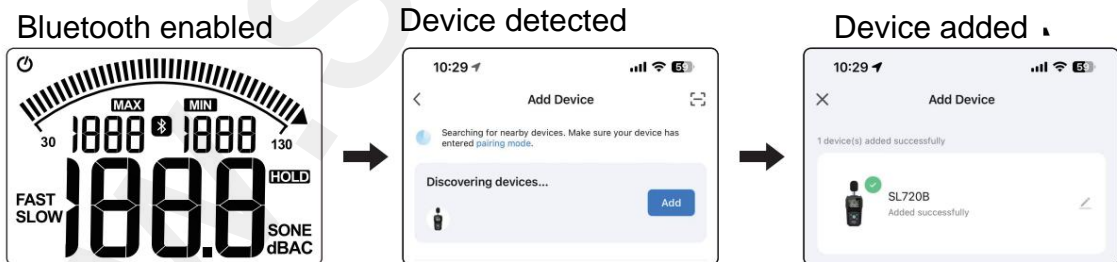 Bluetooth enabled
Device detected
Device added
MAX MIN
1888 1888
30 130
188.8
HOLD
FAST
SLOW
SONE
dBAC
10:29 59
Add Device
Searching for nearby devices. Make sure your device has
entered pairing mode.
Discovering devices...
Add
10:29 59
Add Device
1 device(s) added successfully
SL720B
Added successfully